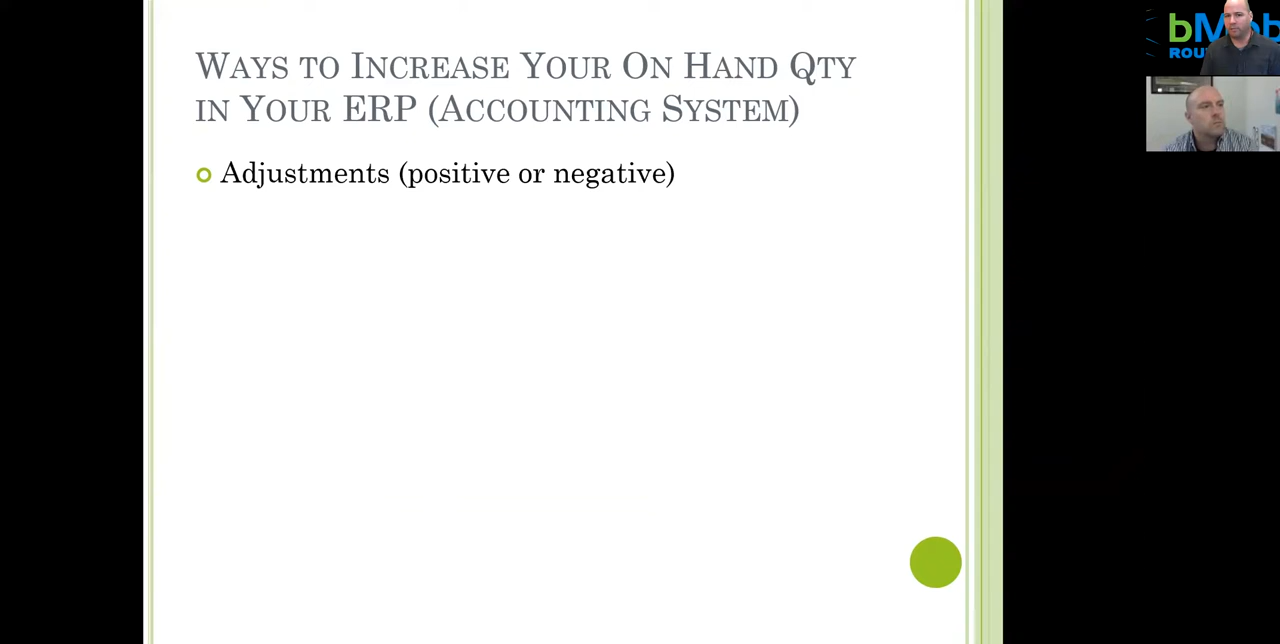 Ways to Increase Your On Hand Qty
in Your ERP (Accounting System)
Adjustments (positive or negative)